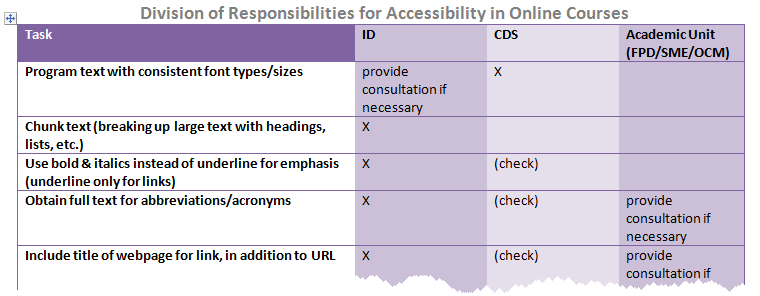 Division of Responsibilities for Accessibility in Online Courses
Task ID CDS Academic Unit
(FPD/SME/OCM)
Program text with consistent font types/sizes provide X
consultation if
necessary
Chunk text (breaking up large text with headings, X
lists, etc.)
Use bold & italics instead of underline for emphasis X (check)
(underline only for links)
Obtain full text for abbreviations/acronyms X (check) provide
consultation if
necessary
Include title of webpage for link, in addition to URL X (check) provide
consultation if